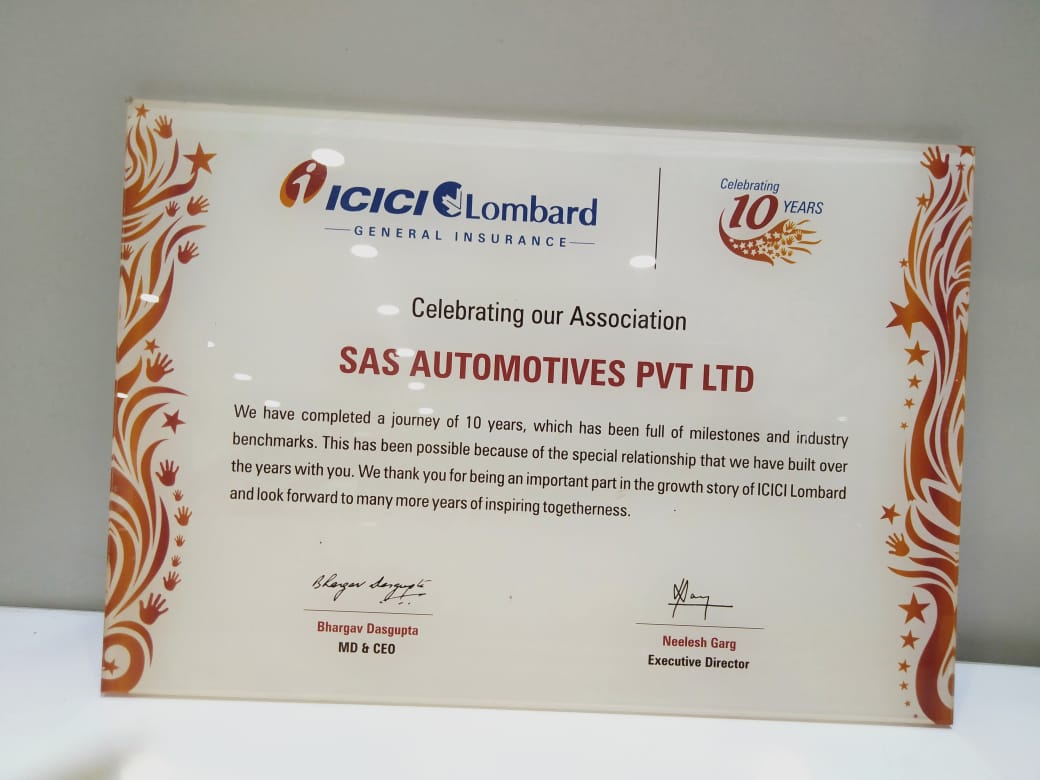 ICICI Lombard
GENERAL INSURANCE
Celebrating
10 YEARS
Celebrating our Association
SAS AUTOMOTIVES PVT LTD
We have completed a journey of 10 years, which has been full of milestones and industry
benchmarks. This has been possible because of the special relationship that we have built over
the years with you. We thank you for being an important part in the growth story of ICICI Lombard
and look forward to many more years of inspiring togetherness.
Bhargav Dasgupta
Bhargav Dasgupta
MD & CEO
Neelesh Garg
Executive Director